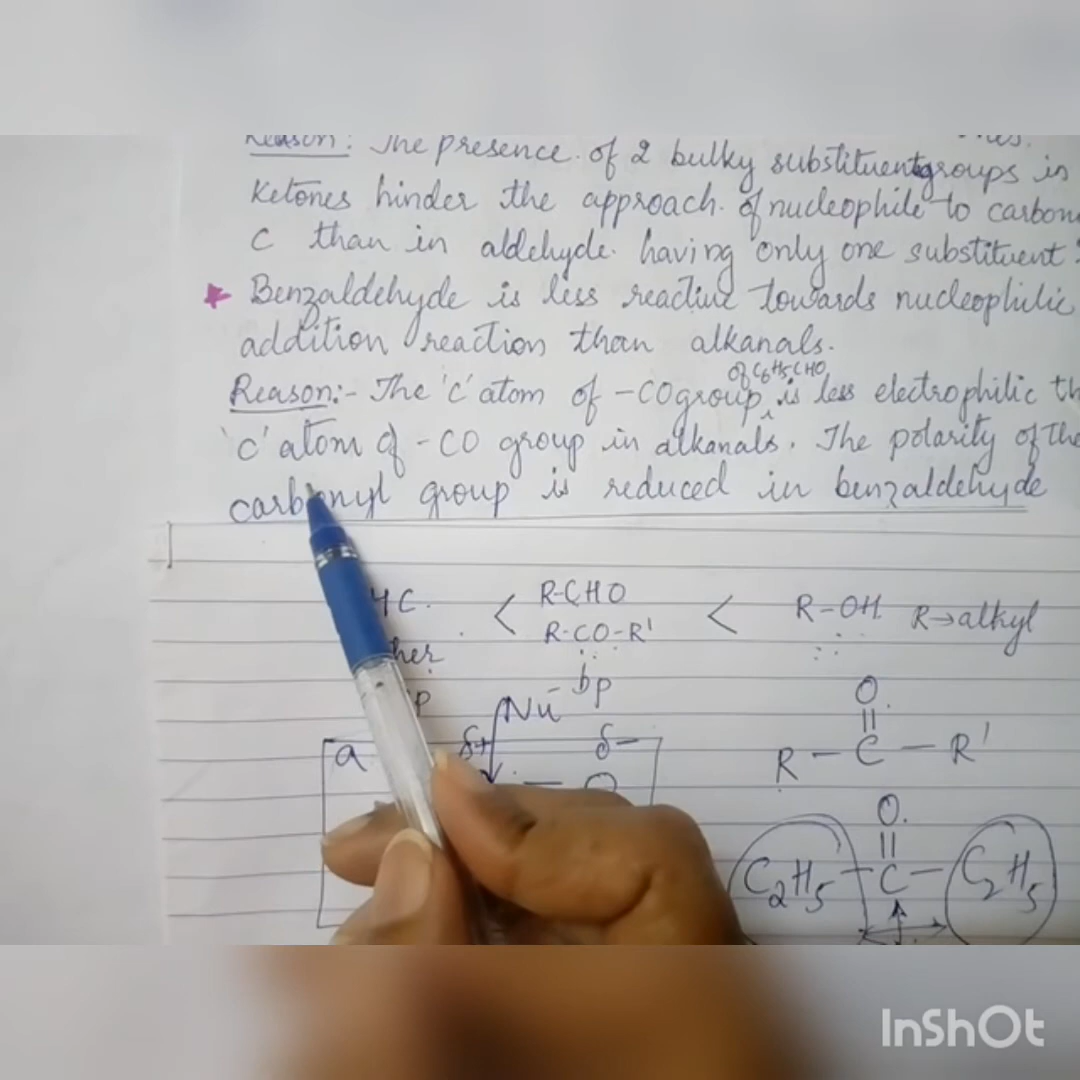 Reason: The presence of 2 bulky substituent groups in
ketones hinder the approach of nucleophile to
C than in aldehyde having only one substituent
* Benzaldehyde is less reactive towards nucleophilic
addition reaction than alkanals.
of C6H5CHO
Reason:- The 'C' atom of -CO group ^ is less electrophilic
'C' atom of -CO group in alkanals. The polarity of the
carbonyl group is reduced in benzaldehyde
< R-CHO < R-OH R→alkyl
R-CO-R'
bp
Nu-
a δ+ δ-
O
||
R - C - R'
O
||
C2H5 - C - C2H5
InShOt